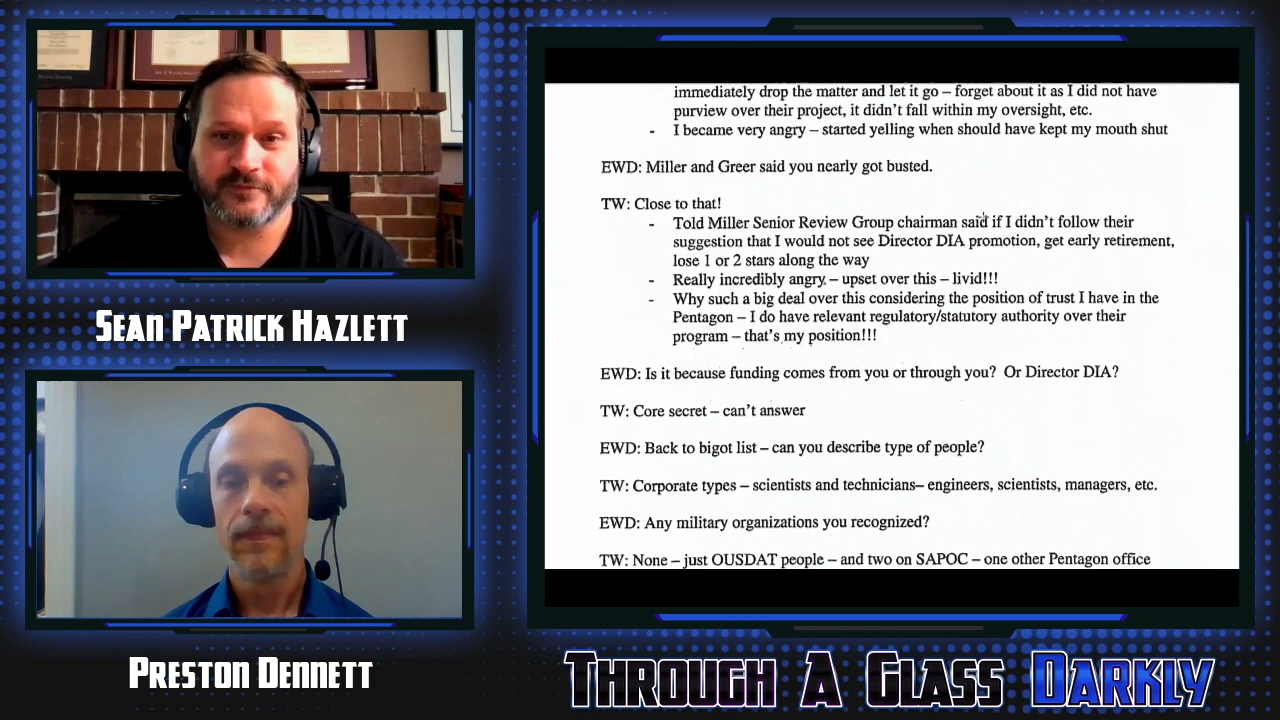 SEAN PATRICK HAZLETT
PRESTON DENNETT
immediately drop the matter and let it go – forget about it as I did not have
purview over their project, it didn't fall within my oversight, etc.
- I became very angry – started yelling when should have kept my mouth shut
EWD: Miller and Greer said you nearly got busted.
TW: Close to that!
- Told Miller Senior Review Group chairman said if I didn't follow their
suggestion that I would not see Director DIA promotion, get early retirement,
lose 1 or 2 stars along the way
- Really incredibly angry – upset over this – livid!!!
- Why such a big deal over this considering the position of trust I have in the
Pentagon – I do have relevant regulatory/statutory authority over their
program – that's my position!!!
EWD: Is it because funding comes from you or through you? Or Director DIA?
TW: Core secret – can't answer
EWD: Back to bigot list – can you describe type of people?
TW: Corporate types – scientists and technicians– engineers, scientists, managers, etc.
EWD: Any military organizations you recognized?
TW: None – just OUSDAT people – and two on SAPOC – one other Pentagon office
THROUGH A GLASS DARKLY